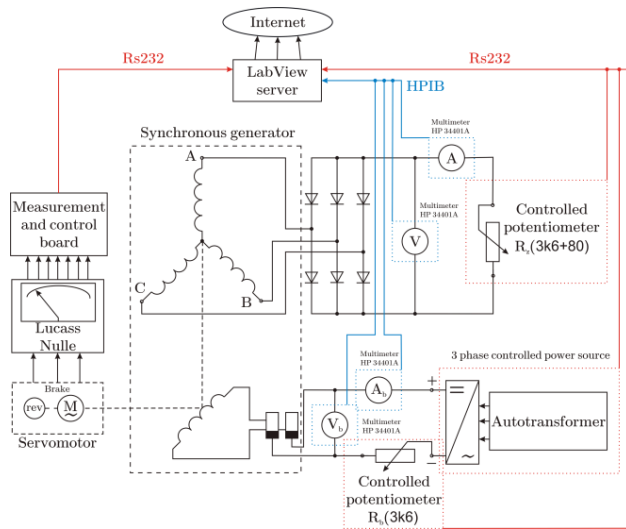 Internet
Rs232
LabView
server
Rs232
HPIB
Synchronous generator
A
Multimeter
HP 34401A
A
Measurement
and control
board
Multimeter
HP 34401A
V
Controlled
potentiometer
Rz(3k6+80)
C
B
Lucass
Nulle
Brake
rev
M
~
Servomotor
Multimeter
HP 34401A
3 phase controlled power source
Ab
+
=
Vb
Multimeter
HP 34401A
Autotransformer
−
~
Controlled
potentiometer
Rb(3k6)